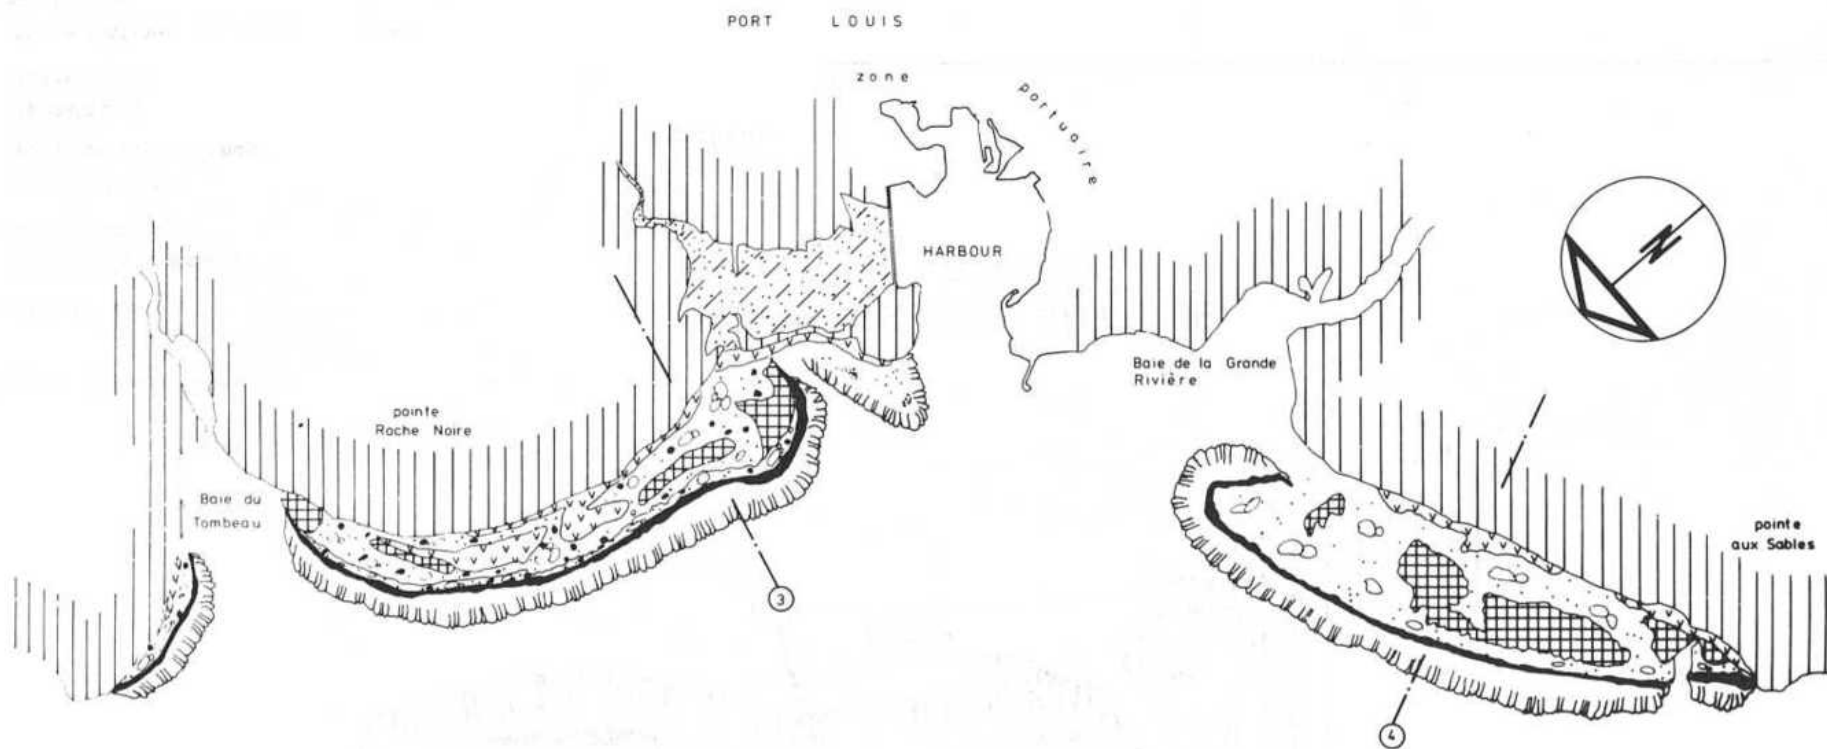 PORT LOUIS
zone
portuaire
HARBOUR
N
Baie de la Grande
Rivière
pointe
Roche Noire
Baie du
Tombeau
pointe
aux Sables
3
4